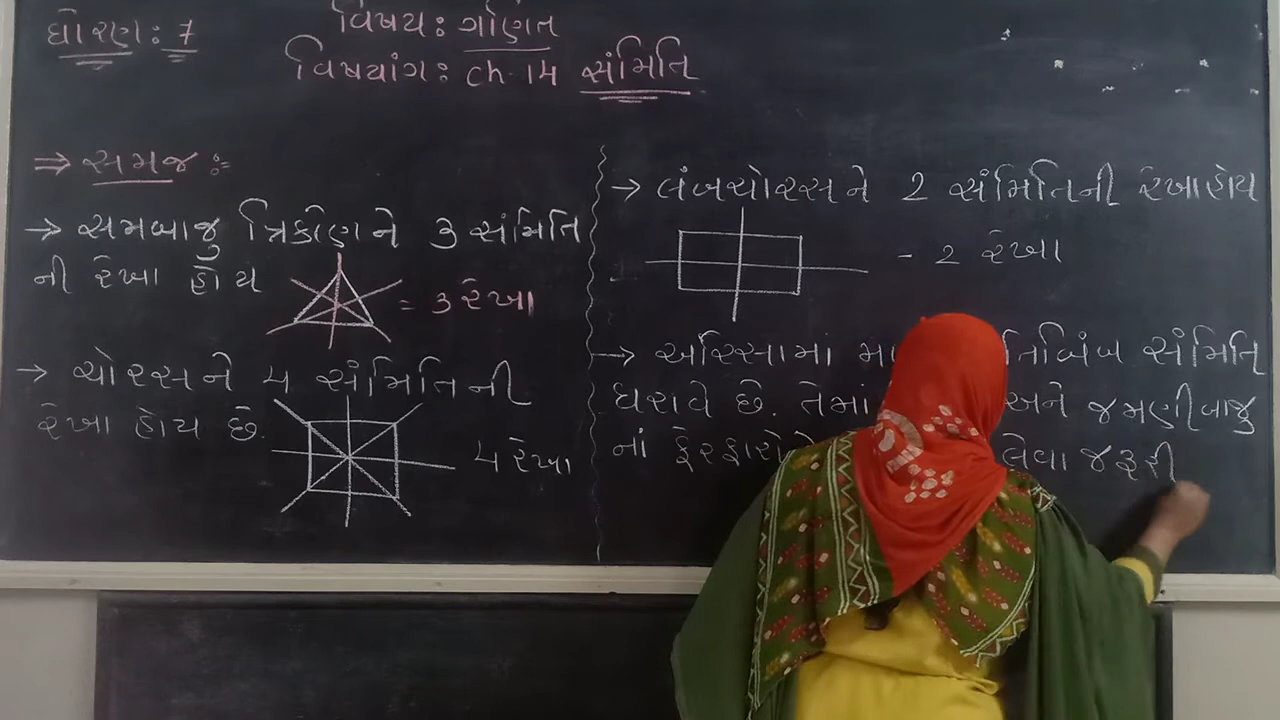 ધોરણ: 7
વિષય: ગણિત
વિષયાંગ: ch-14 સંમિતિ
⇒ સમજ :-
→ સમબાજુ ત્રિકોણને 3 સંમિતિ
ની રેખા હોય
= 3 રેખા
→ ચોરસને 4 સંમિતિની
રેખા હોય છે.
4 રેખા
→ લંબચોરસને 2 સંમિતિની રેખા હોય
- 2 રેખા
→ અરિસામાં સંમિતિ
ધરાવે છે. તેમાં અને જમણીબાજુ
નાં ફેરફારો લેવા જરૂરી